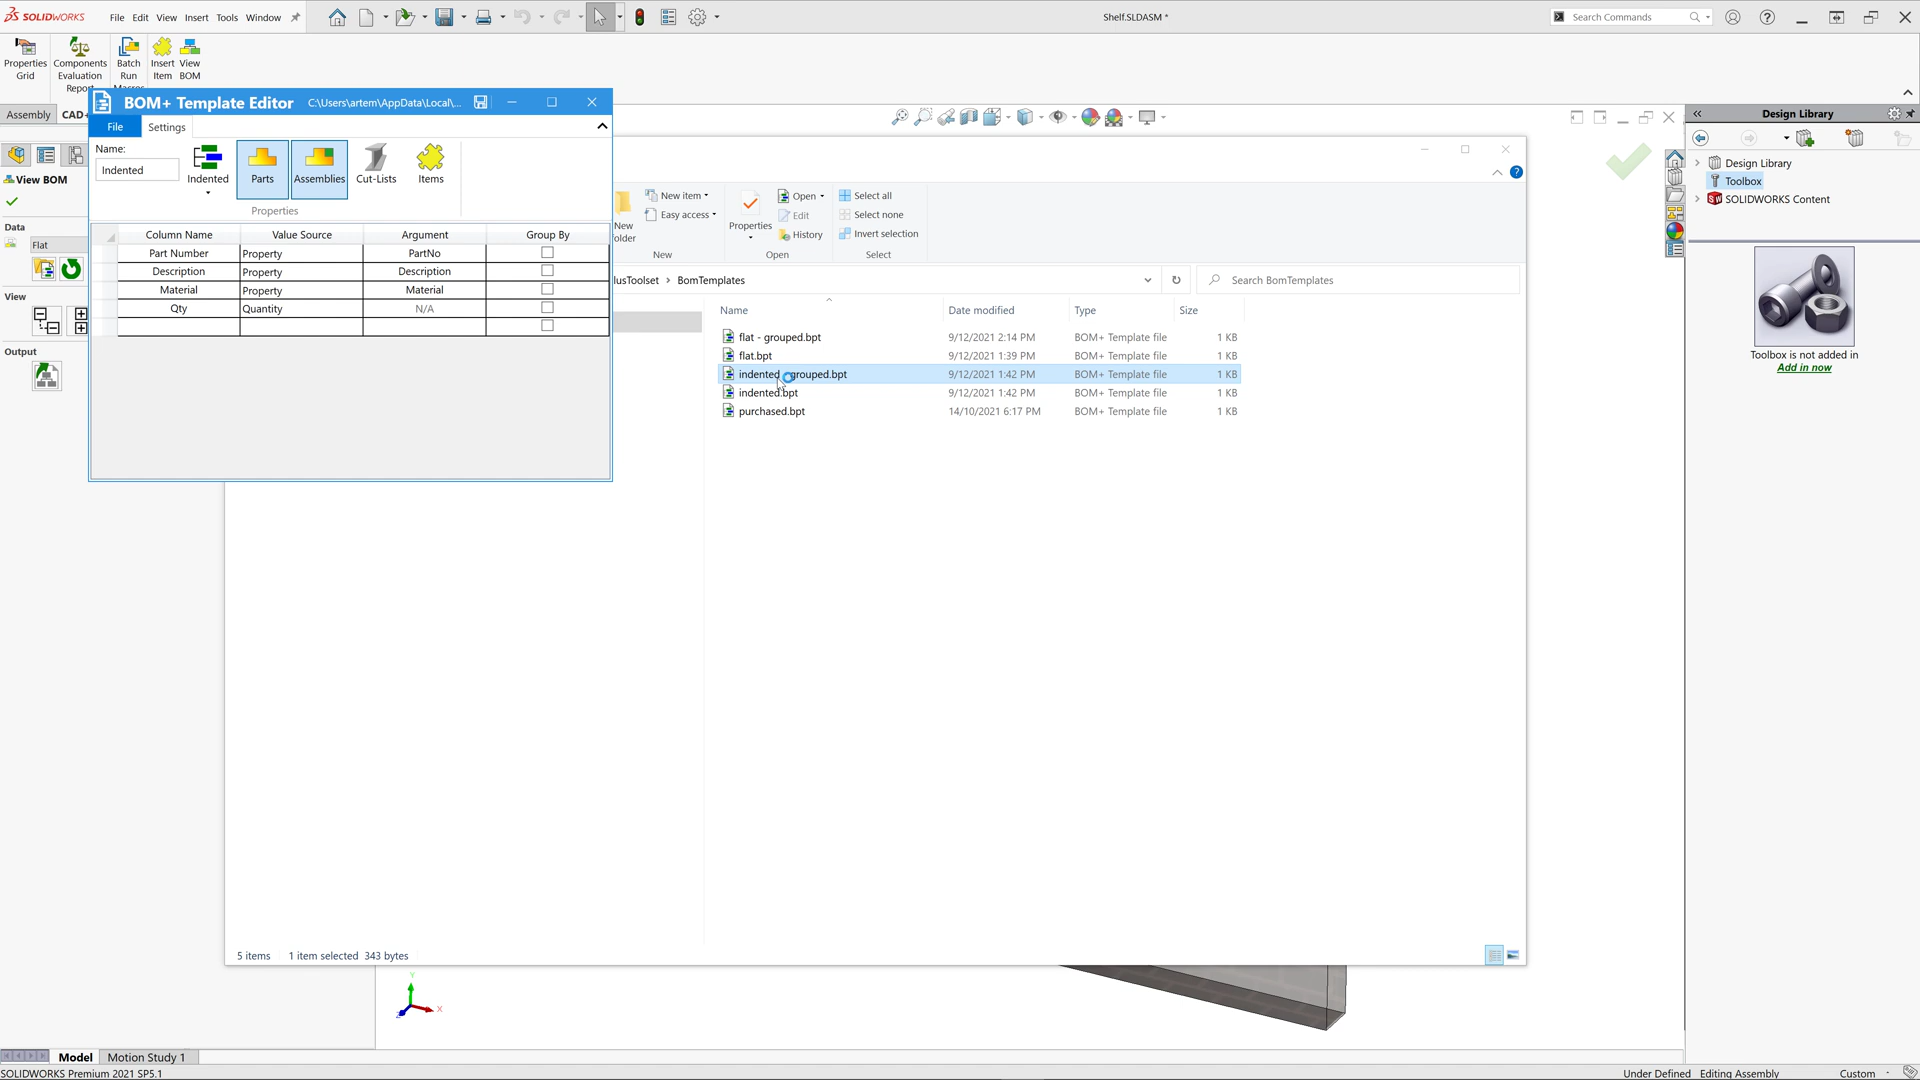 SOLIDWORKS File Edit View Insert Tools Window Shelf.SLDASM * Search Commands
Properties Grid
Components Evaluation Report
Batch Run
Insert Item
View BOM
BOM+ Template Editor C:\Users\artem\AppData\Local\...
Assembly CAD+
File Settings
Name:
Indented
Indented Parts Assemblies Cut-Lists Items
Properties
Column Name Value Source Argument Group By
Part Number Property PartNo
Description Property Description
Material Property Material
Qty Quantity N/A
View BOM
Data
Flat
View
Output
New item
Easy access
New
New
Properties
Open
Edit
History
Open
Select all
Select none
Invert selection
Select
lusToolset > BomTemplates
Search BomTemplates
Name Date modified Type Size
flat - grouped.bpt 9/12/2021 2:14 PM BOM+ Template file 1 KB
flat.bpt 9/12/2021 1:39 PM BOM+ Template file 1 KB
indented - grouped.bpt 9/12/2021 1:42 PM BOM+ Template file 1 KB
indented.bpt 9/12/2021 1:42 PM BOM+ Template file 1 KB
purchased.bpt 14/10/2021 6:17 PM BOM+ Template file 1 KB
5 items 1 item selected 343 bytes
Design Library
Design Library
Toolbox
SOLIDWORKS Content
Toolbox is not added in
Add in now
Y
X
Model Motion Study 1
SOLIDWORKS Premium 2021 SP5.1 Under Defined Editing Assembly Custom